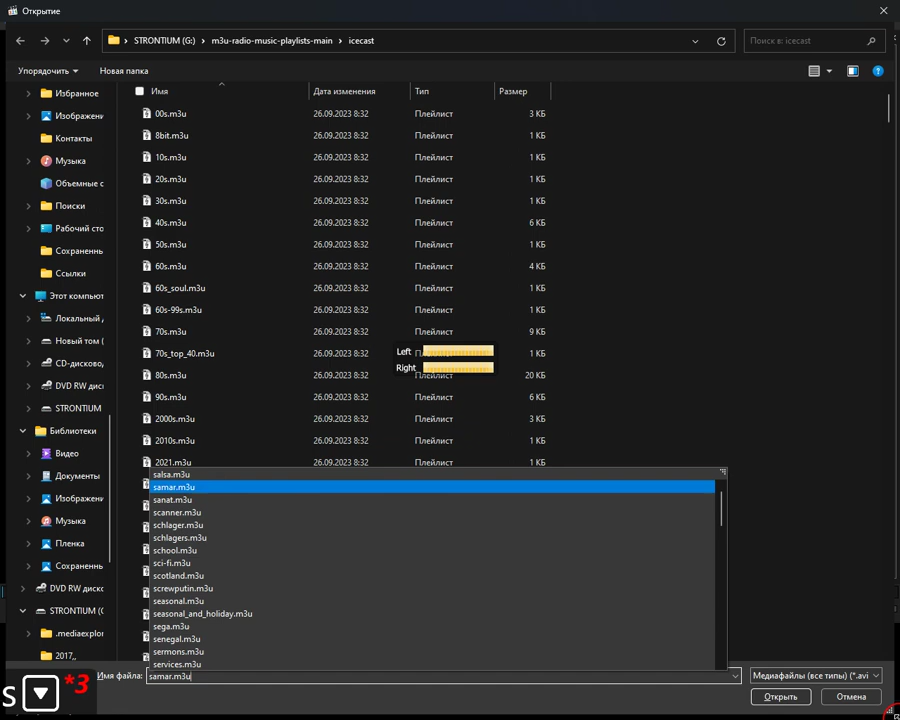 Открытие
STRONTIUM (G:) › m3u-radio-music-playlists-main › icecast
Поиск в: icecast
Упорядочить
Новая папка
Имя Дата изменения Тип Размер
Избранное
Изображени
Контакты
Музыка
Объемные с
Поиски
Рабочий сто
Сохраненны
Ссылки
Этот компьют
Локальный д
Новый том (
CD-дисковод
DVD RW диск
STRONTIUM
Библиотеки
Видео
Документы
Изображени
Музыка
Пленка
Сохраненны
DVD RW диско
STRONTIUM (G
.mediaexplor
2017,,
00s.m3u 26.09.2023 8:32 Плейлист 3 КБ
8bit.m3u 26.09.2023 8:32 Плейлист 1 КБ
10s.m3u 26.09.2023 8:32 Плейлист 1 КБ
20s.m3u 26.09.2023 8:32 Плейлист 1 КБ
30s.m3u 26.09.2023 8:32 Плейлист 1 КБ
40s.m3u 26.09.2023 8:32 Плейлист 6 КБ
50s.m3u 26.09.2023 8:32 Плейлист 1 КБ
60s.m3u 26.09.2023 8:32 Плейлист 4 КБ
60s_soul.m3u 26.09.2023 8:32 Плейлист 1 КБ
60s-99s.m3u 26.09.2023 8:32 Плейлист 1 КБ
70s.m3u 26.09.2023 8:32 Плейлист 9 КБ
70s_top_40.m3u 26.09.2023 8:32 Плейлист 1 КБ
80s.m3u 26.09.2023 8:32 Плейлист 20 КБ
90s.m3u 26.09.2023 8:32 Плейлист 6 КБ
2000s.m3u 26.09.2023 8:32 Плейлист 3 КБ
2010s.m3u 26.09.2023 8:32 Плейлист 1 КБ
2021.m3u 26.09.2023 8:32 Плейлист 1 КБ
Left
Right
salsa.m3u
samar.m3u
sanat.m3u
scanner.m3u
schlager.m3u
schlagers.m3u
school.m3u
sci-fi.m3u
scotland.m3u
screwputin.m3u
seasonal.m3u
seasonal_and_holiday.m3u
sega.m3u
senegal.m3u
sermons.m3u
services.m3u
Имя файла: samar.m3u
Медиафайлы (все типы) (*.avi
Открыть
Отмена
s *3